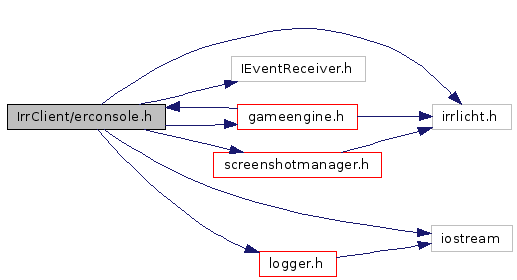 IEventReceiver.h
IrrClient/erconsole.h
gameengine.h
irrlicht.h
screenshotmanager.h
iostream
logger.h